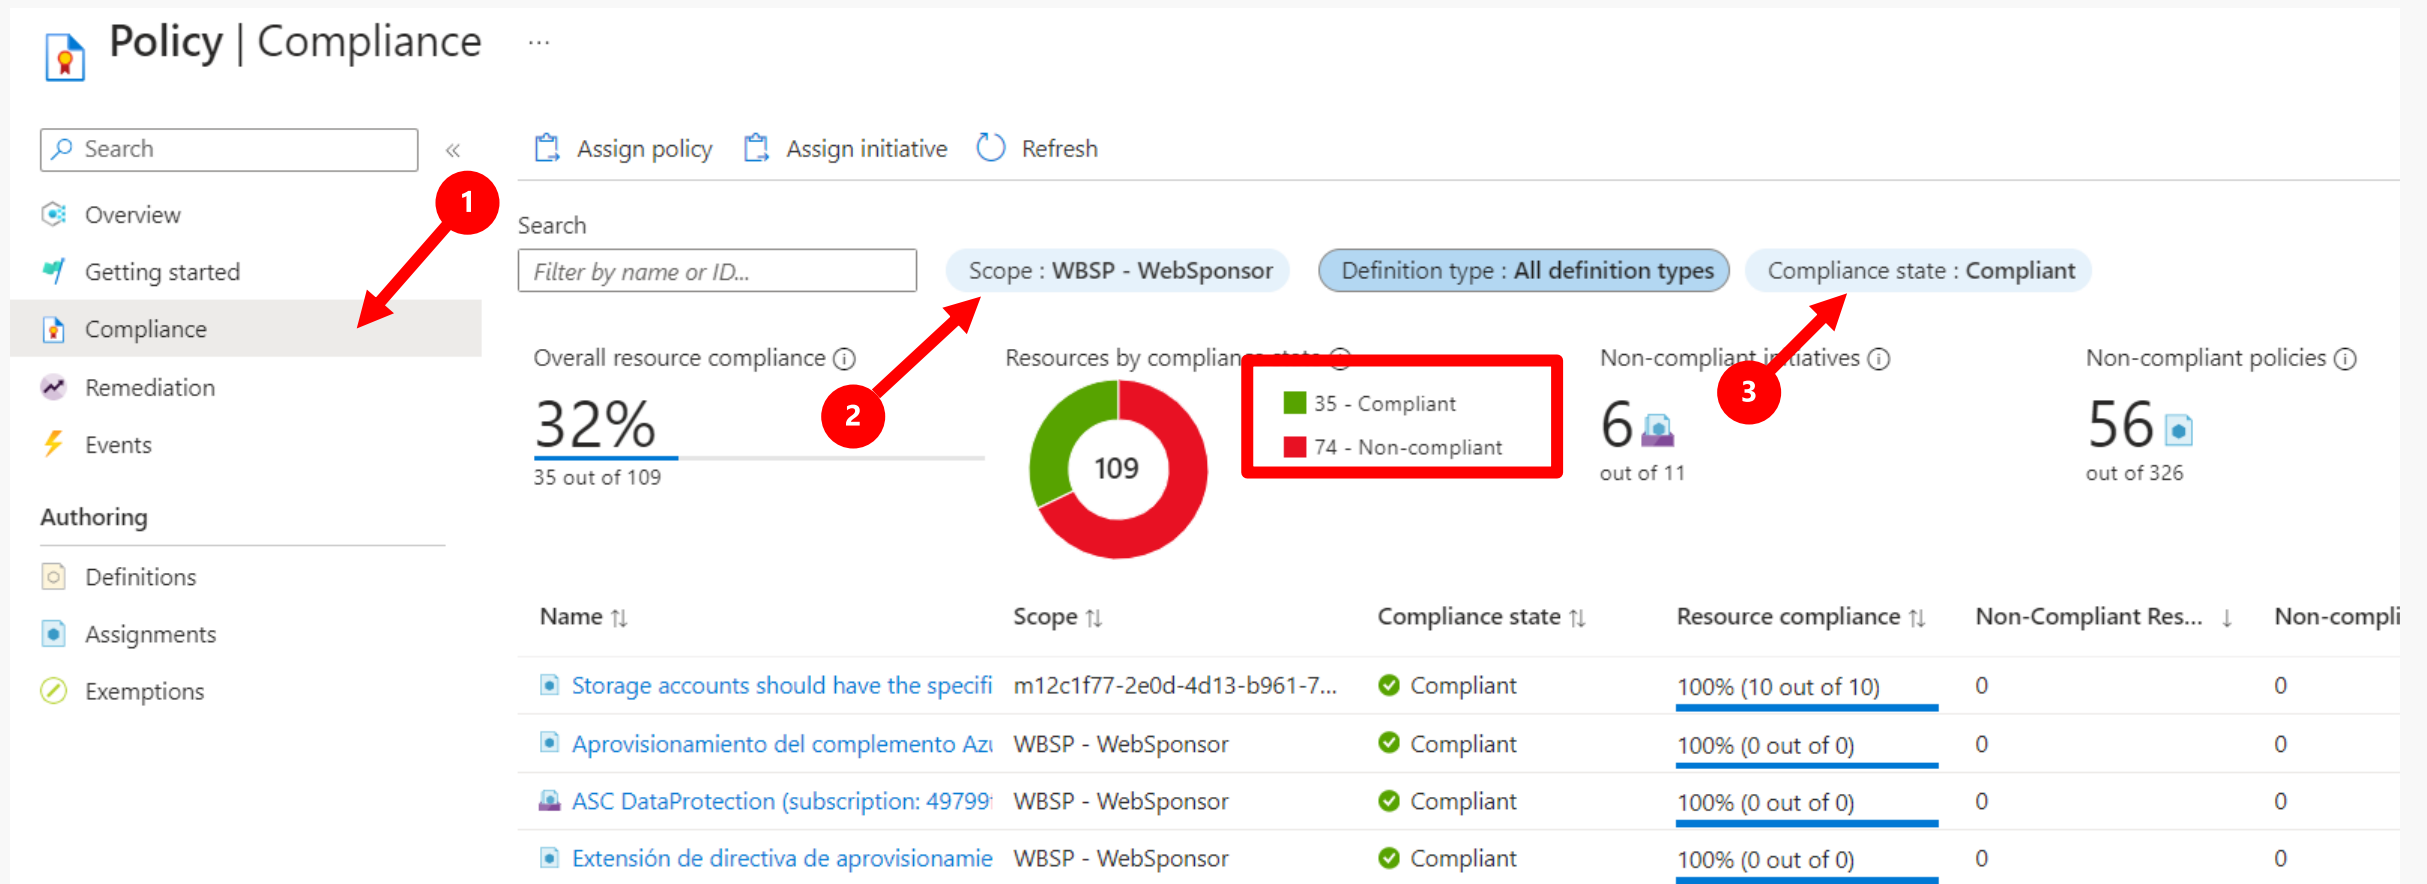 Policy | Compliance ...
Search «
Assign policy Assign initiative Refresh
1
Overview
Getting started
Compliance
Remediation
Events
Authoring
Definitions
Assignments
Exemptions
Search
Filter by name or ID...
Scope : WBSP - WebSponsor
Definition type : All definition types
Compliance state : Compliant
2
3
Overall resource compliance
32%
35 out of 109
Resources by compliance
109
35 - Compliant
74 - Non-compliant
Non-compliant initiatives
6
out of 11
Non-compliant policies
56
out of 326
Name Scope Compliance state Resource compliance Non-Compliant Res... Non-compli
Storage accounts should have the specifi m12c1f77-2e0d-4d13-b961-7... Compliant 100% (10 out of 10) 0 0
Aprovisionamiento del complemento Azu WBSP - WebSponsor Compliant 100% (0 out of 0) 0 0
ASC DataProtection (subscription: 49799f WBSP - WebSponsor Compliant 100% (0 out of 0) 0 0
Extensión de directiva de aprovisionamie WBSP - WebSponsor Compliant 100% (0 out of 0) 0 0